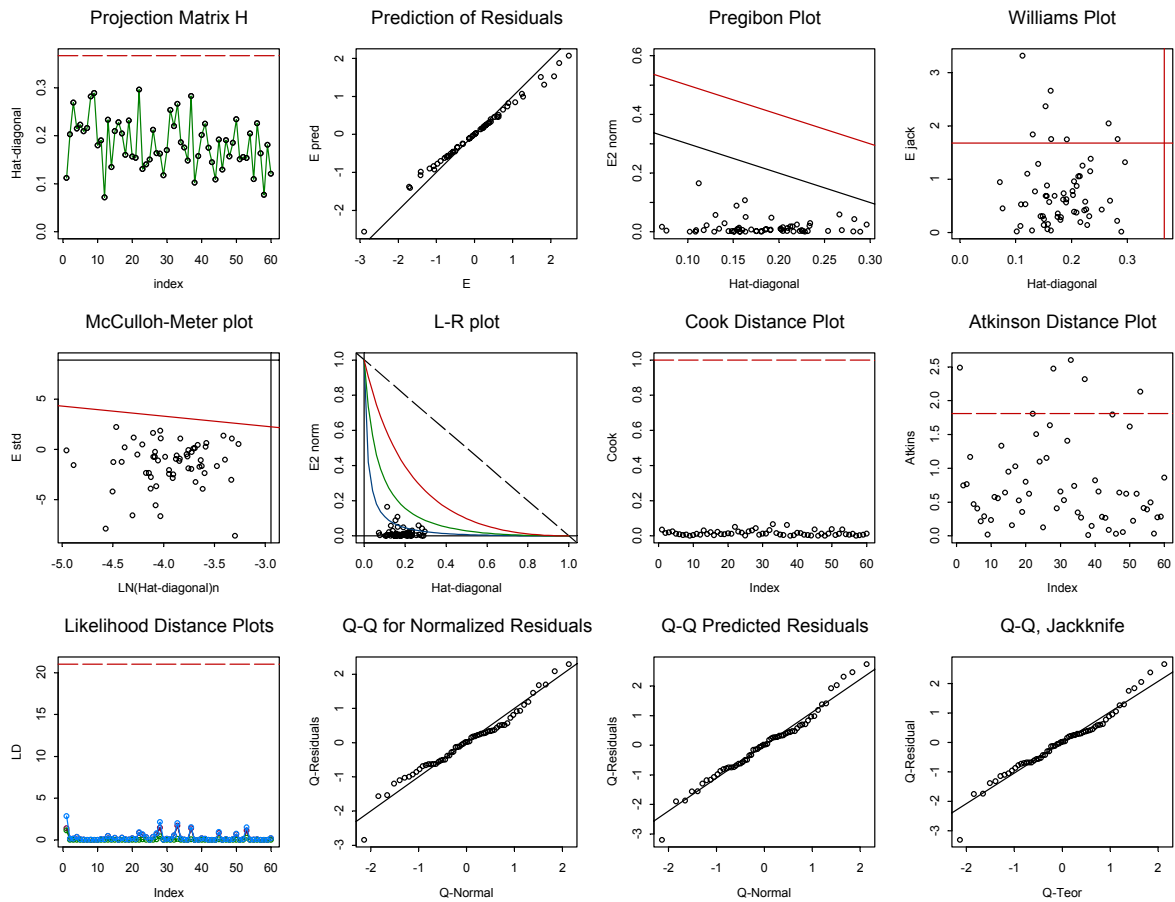 Projection Matrix H
Hat-diagonal
0.0 0.1 0.2 0.3
0 10 20 30 40 50 60
index
Prediction of Residuals
E pred
-2 -1 0 1 2
-3 -2 -1 0 1 2
E
Pregibon Plot
E2 norm
0.0 0.2 0.4 0.6
0.10 0.15 0.20 0.25 0.30
Hat-diagonal
Williams Plot
E jack
0 1 2 3
0.0 0.1 0.2 0.3
Hat-diagonal
McCulloh-Meter plot
E std
-5 0 5
-5.0 -4.5 -4.0 -3.5 -3.0
LN(Hat-diagonal)n
L-R plot
E2 norm
0.0 0.2 0.4 0.6 0.8 1.0
0.0 0.2 0.4 0.6 0.8 1.0
Hat-diagonal
Cook Distance Plot
Cook
0.0 0.2 0.4 0.6 0.8 1.0
0 10 20 30 40 50 60
Index
Atkinson Distance Plot
Atkins
0.0 0.5 1.0 1.5 2.0 2.5
0 10 20 30 40 50 60
Index
Likelihood Distance Plots
LD
0 5 10 15 20
0 10 20 30 40 50 60
Index
Q-Q for Normalized Residuals
Q-Residuals
-3 -2 -1 0 1 2
-2 -1 0 1 2
Q-Normal
Q-Q Predicted Residuals
Q-Residuals
-3 -2 -1 0 1 2
-2 -1 0 1 2
Q-Normal
Q-Q, Jackknife
Q-Residual
-3 -2 -1 0 1 2
-2 -1 0 1 2
Q-Teor